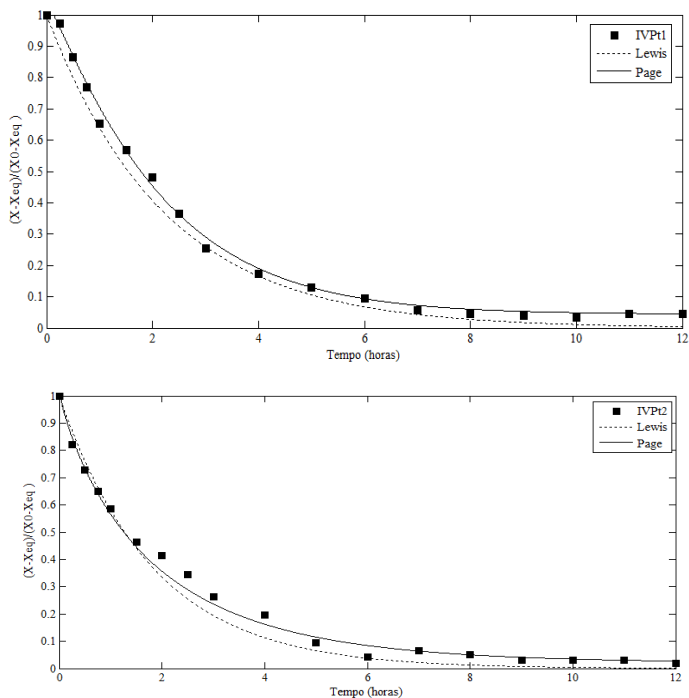 1
0.9
0.8
0.7
0.6
0.5
0.4
0.3
0.2
0.1
0
(X-Xeq)/(X0-Xeq )
IVPt1
Lewis
Page
0 2 4 6 8 10 12
Tempo (horas)
1
0.9
0.8
0.7
0.6
0.5
0.4
0.3
0.2
0.1
0
(X-Xeq)/(X0-Xeq )
IVPt2
Lewis
Page
0 2 4 6 8 10 12
Tempo (horas)